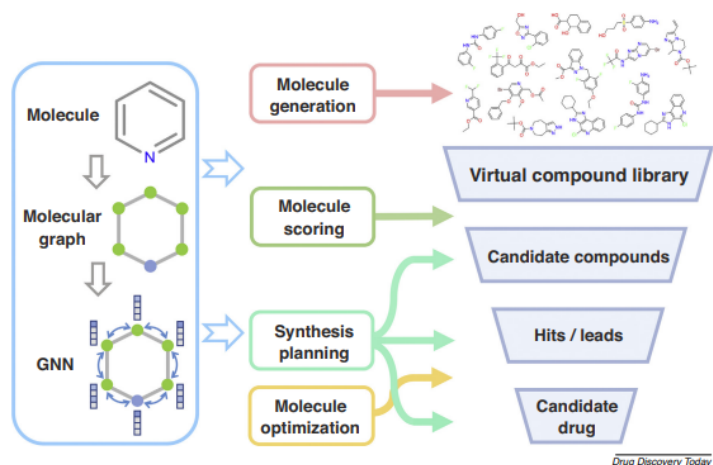 Molecule
N
Molecular
graph
GNN
Molecule
generation
Molecule
scoring
Synthesis
planning
Molecule
optimization
Virtual compound library
Candidate compounds
Hits / leads
Candidate
drug
Drug Discovery Today